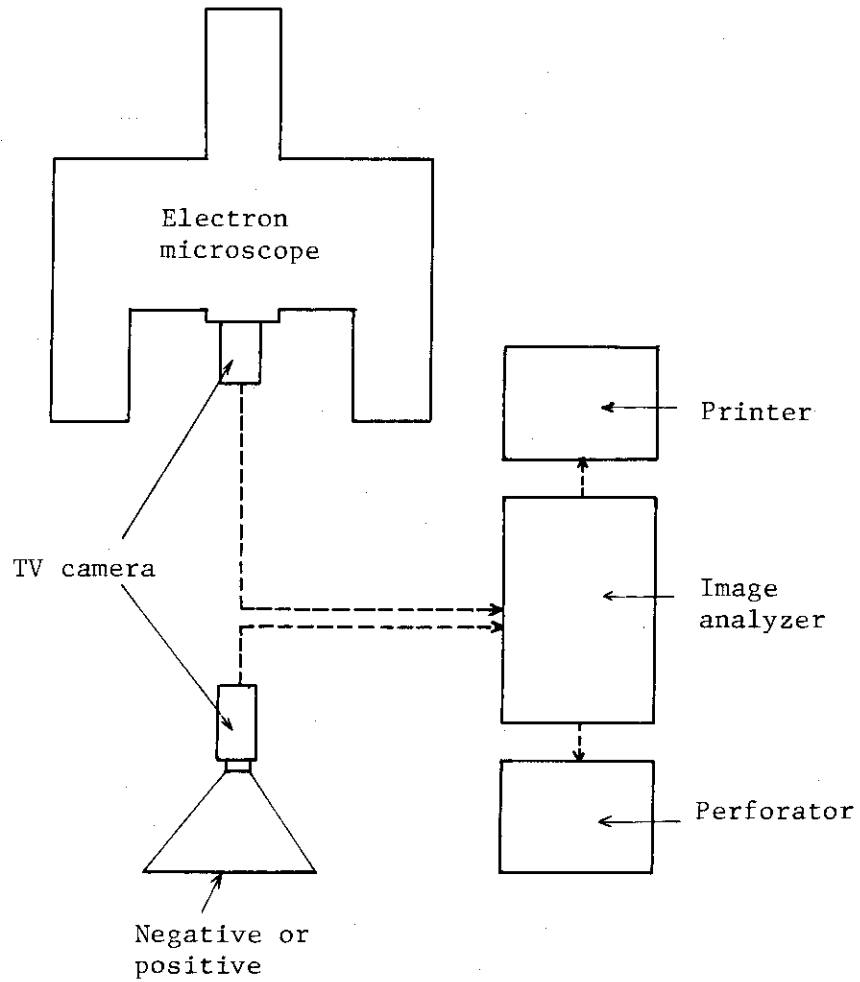 Electron
microscope
Printer
TV camera
Image
analyzer
Perforator
Negative or
positive